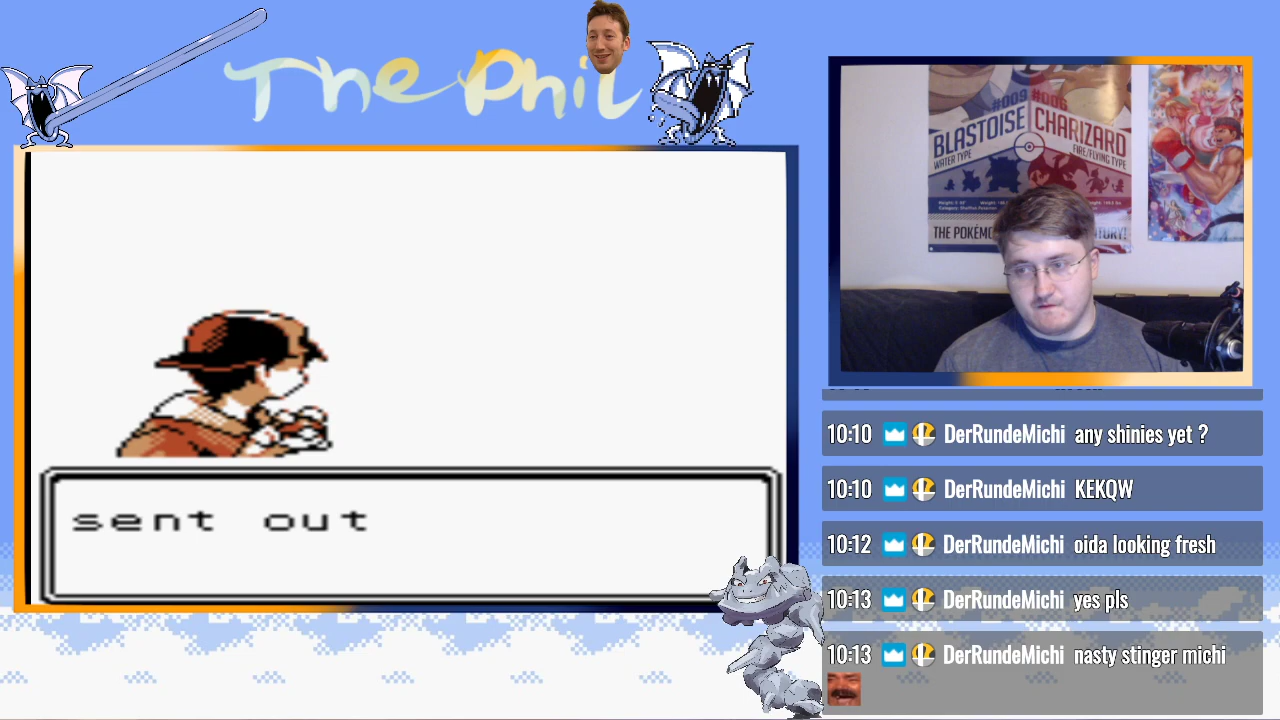 The Phil
#009 #006
BLASTOISE CHARIZARD
WATER TYPE FIRE/FLYING TYPE
THE POKÉMO
sent out
10:10 DerRundeMichi any shinies yet ?
10:10 DerRundeMichi KEKQW
10:12 DerRundeMichi oida looking fresh
10:13 DerRundeMichi yes pls
10:13 DerRundeMichi nasty stinger michi